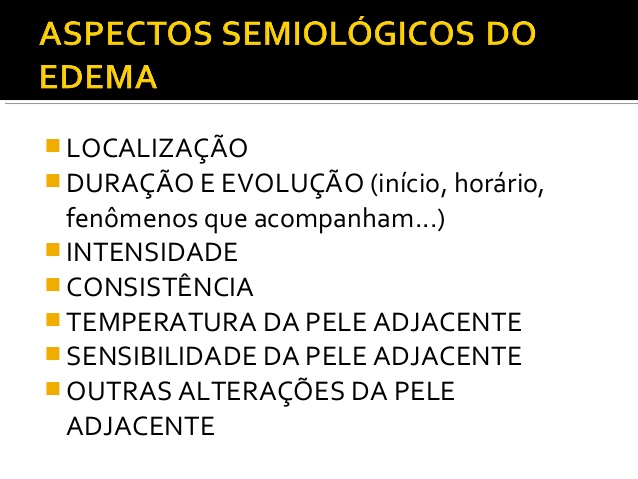 ASPECTOS SEMIOLÓGICOS DO
EDEMA
LOCALIZAÇÃO
DURAÇÃO E EVOLUÇÃO (início, horário,
fenômenos que acompanham...)
INTENSIDADE
CONSISTÊNCIA
TEMPERATURA DA PELE ADJACENTE
SENSIBILIDADE DA PELE ADJACENTE
OUTRAS ALTERAÇÕES DA PELE
ADJACENTE